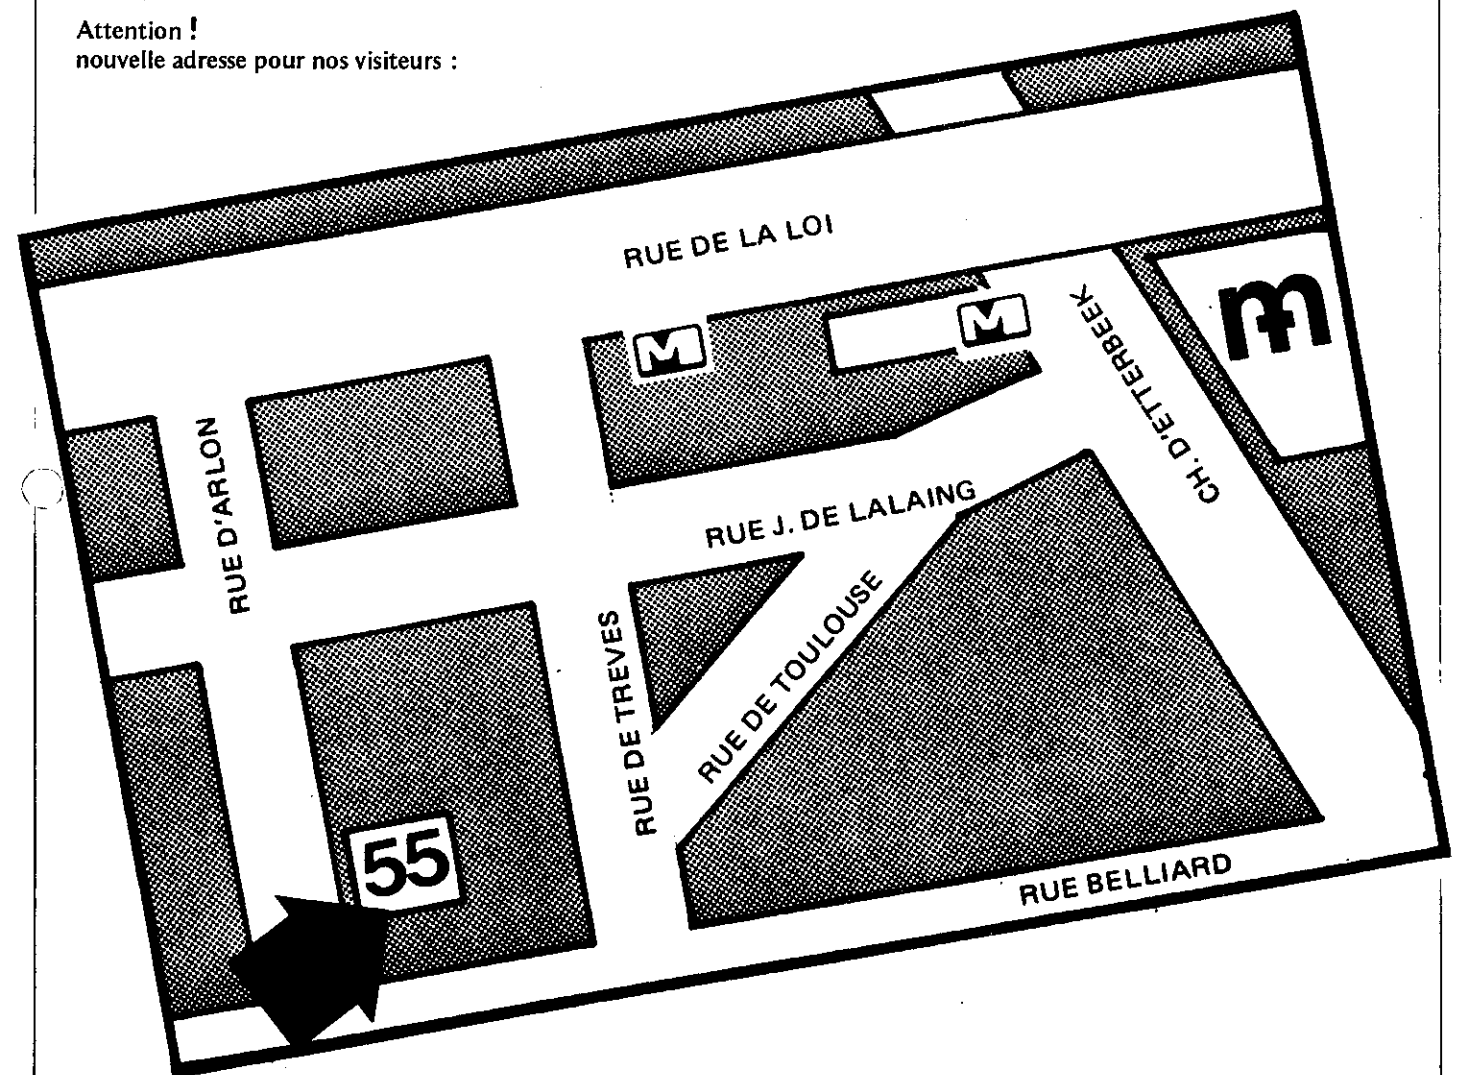 Attention !
nouvelle adresse pour nos visiteurs :
RUE DE LA LOI
M
M
CH. D'ETTERBEEK
RUE D'ARLON
RUE J. DE LALAING
RUE DE TOULOUSE
RUE DE TREVES
55
RUE BELLIARD